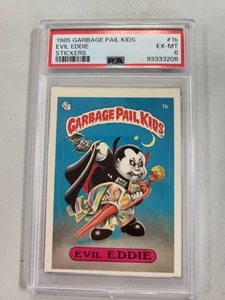 1985 GARBAGE PAIL KIDS #1b
EVIL EDDIE EX-MT
STICKERS 6
PSA 93333208
1b
GARBAGE PAIL KIDS
EVIL EDDIE